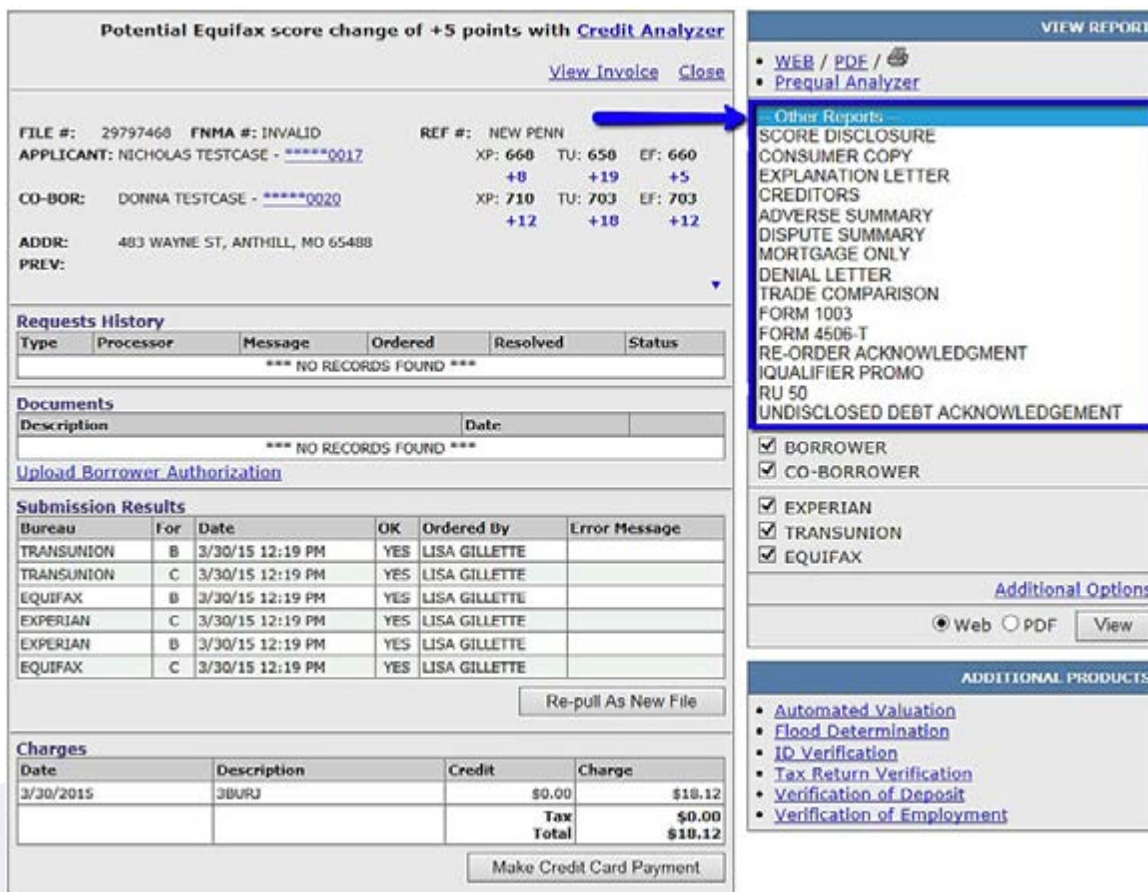 Potential Equifax score change of +5 points with Credit Analyzer
View Invoice Close
FILE #: 29797468 FNMA #: INVALID REF #: NEW PENN
APPLICANT: NICHOLAS TESTCASE - *****0017 XP: 668 TU: 658 EF: 660
+8 +19 +5
CO-BOR: DONNA TESTCASE - *****0020 XP: 710 TU: 703 EF: 703
+12 +18 +12
ADDR: 483 WAYNE ST, ANTHILL, MO 65488
PREV:
Requests History
Type Processor Message Ordered Resolved Status
*** NO RECORDS FOUND ***
Documents
Description Date
*** NO RECORDS FOUND ***
Upload Borrower Authorization
Submission Results
Bureau For Date OK Ordered By Error Message
TRANSUNION B 3/30/15 12:19 PM YES LISA GILLETTE
TRANSUNION C 3/30/15 12:19 PM YES LISA GILLETTE
EQUIFAX B 3/30/15 12:19 PM YES LISA GILLETTE
EXPERIAN C 3/30/15 12:19 PM YES LISA GILLETTE
EXPERIAN B 3/30/15 12:19 PM YES LISA GILLETTE
EQUIFAX C 3/30/15 12:19 PM YES LISA GILLETTE
Re-pull As New File
Charges
Date Description Credit Charge
3/30/2015 3BURJ $0.00 $18.12
Tax $0.00
Total $18.12
Make Credit Card Payment
VIEW REPORT
• WEB / PDF /
• Prequal Analyzer
-- Other Reports --
SCORE DISCLOSURE
CONSUMER COPY
EXPLANATION LETTER
CREDITORS
ADVERSE SUMMARY
DISPUTE SUMMARY
MORTGAGE ONLY
DENIAL LETTER
TRADE COMPARISON
FORM 1003
FORM 4506-T
RE-ORDER ACKNOWLEDGMENT
IQUALIFIER PROMO
RU 50
UNDISCLOSED DEBT ACKNOWLEDGEMENT
BORROWER
CO-BORROWER
EXPERIAN
TRANSUNION
EQUIFAX
Additional Options
Web PDF View
ADDITIONAL PRODUCTS
• Automated Valuation
• Flood Determination
• ID Verification
• Tax Return Verification
• Verification of Deposit
• Verification of Employment